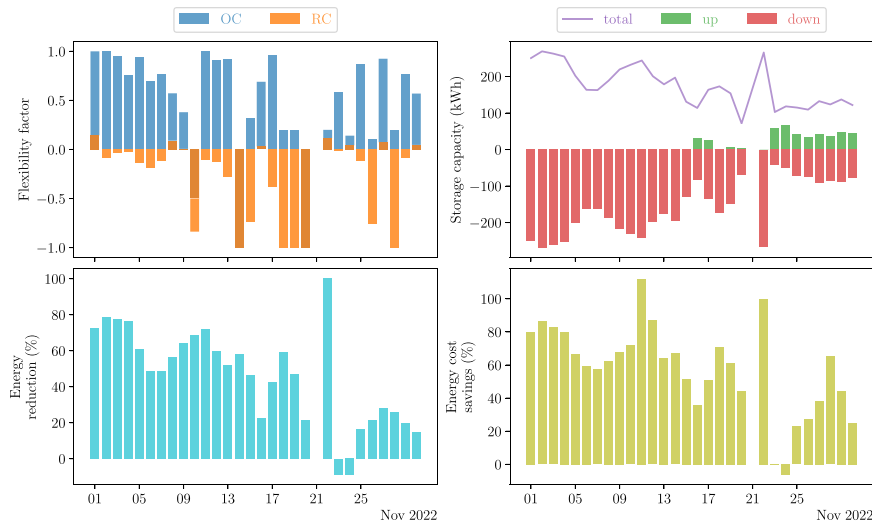 OC RC
total up down
1.0
0.5
0.0
−0.5
−1.0
Flexibility factor
200
100
0
−100
−200
Storage capacity (kWh)
100
80
60
40
20
0
Energy
reduction (%)
01 05 09 13 17 21 25
Nov 2022
100
80
60
40
20
0
Energy cost
savings (%)
01 05 09 13 17 21 25
Nov 2022